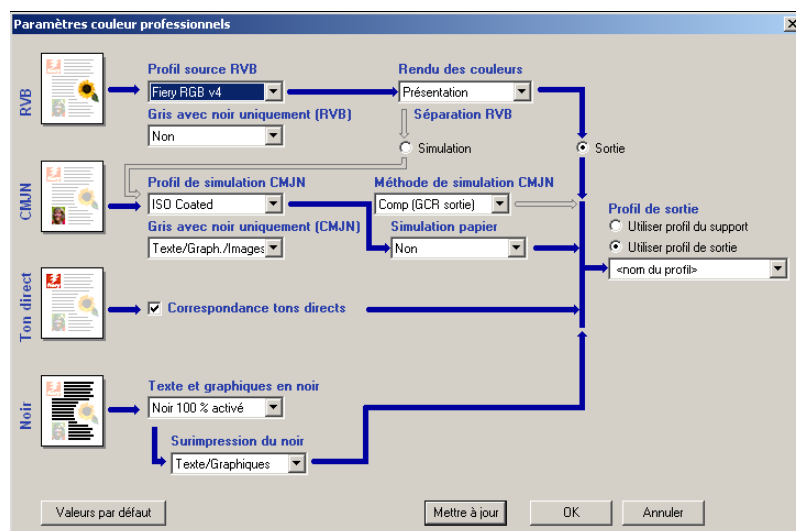 Paramètres couleur professionnels
RVB
Profil source RVB
Rendu des couleurs
Fiery RGB v4
Présentation
Gris avec noir uniquement (RVB)
Séparation RVB
Non
Simulation
Sortie
CMJN
Profil de simulation CMJN
Méthode de simulation CMJN
ISO Coated
Comp (GCR sortie)
Profil de sortie
Gris avec noir uniquement (CMJN)
Simulation papier
Utiliser profil du support
Texte/Graph./Images
Non
Utiliser profil de sortie
<nom du profil>
Ton direct
Correspondance tons directs
Noir
Texte et graphiques en noir
Noir 100 % activé
Surimpression du noir
Texte/Graphiques
Valeurs par défaut
Mettre à jour
OK
Annuler